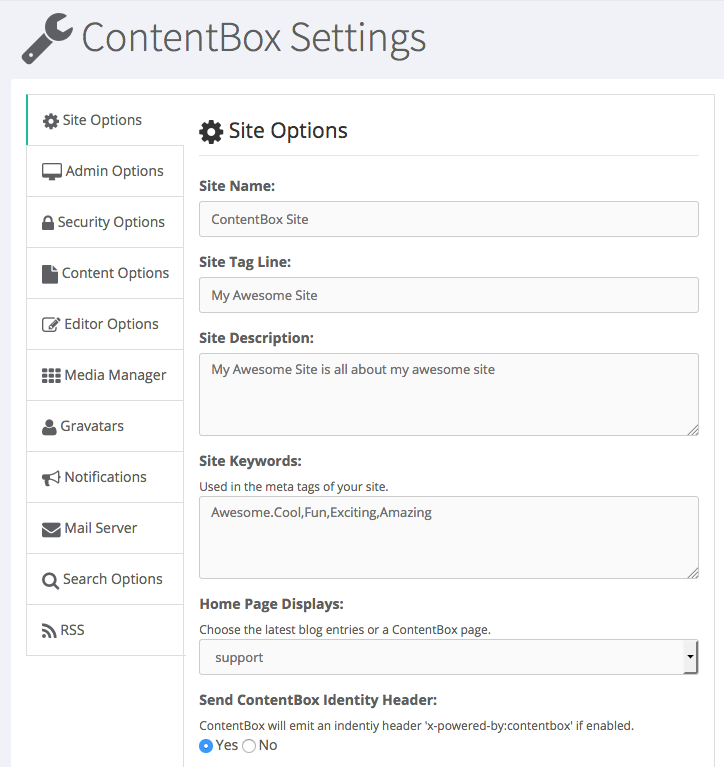 ContentBox Settings
Site Options
Admin Options
Security Options
Content Options
Editor Options
Media Manager
Gravatars
Notifications
Mail Server
Search Options
RSS
Site Options
Site Name:
ContentBox Site
Site Tag Line:
My Awesome Site
Site Description:
My Awesome Site is all about my awesome site
Site Keywords:
Used in the meta tags of your site.
Awesome.Cool,Fun,Exciting,Amazing
Home Page Displays:
Choose the latest blog entries or a ContentBox page.
support
Send ContentBox Identity Header:
ContentBox will emit an indentiy header 'x-powered-by:contentbox' if enabled.
Yes No